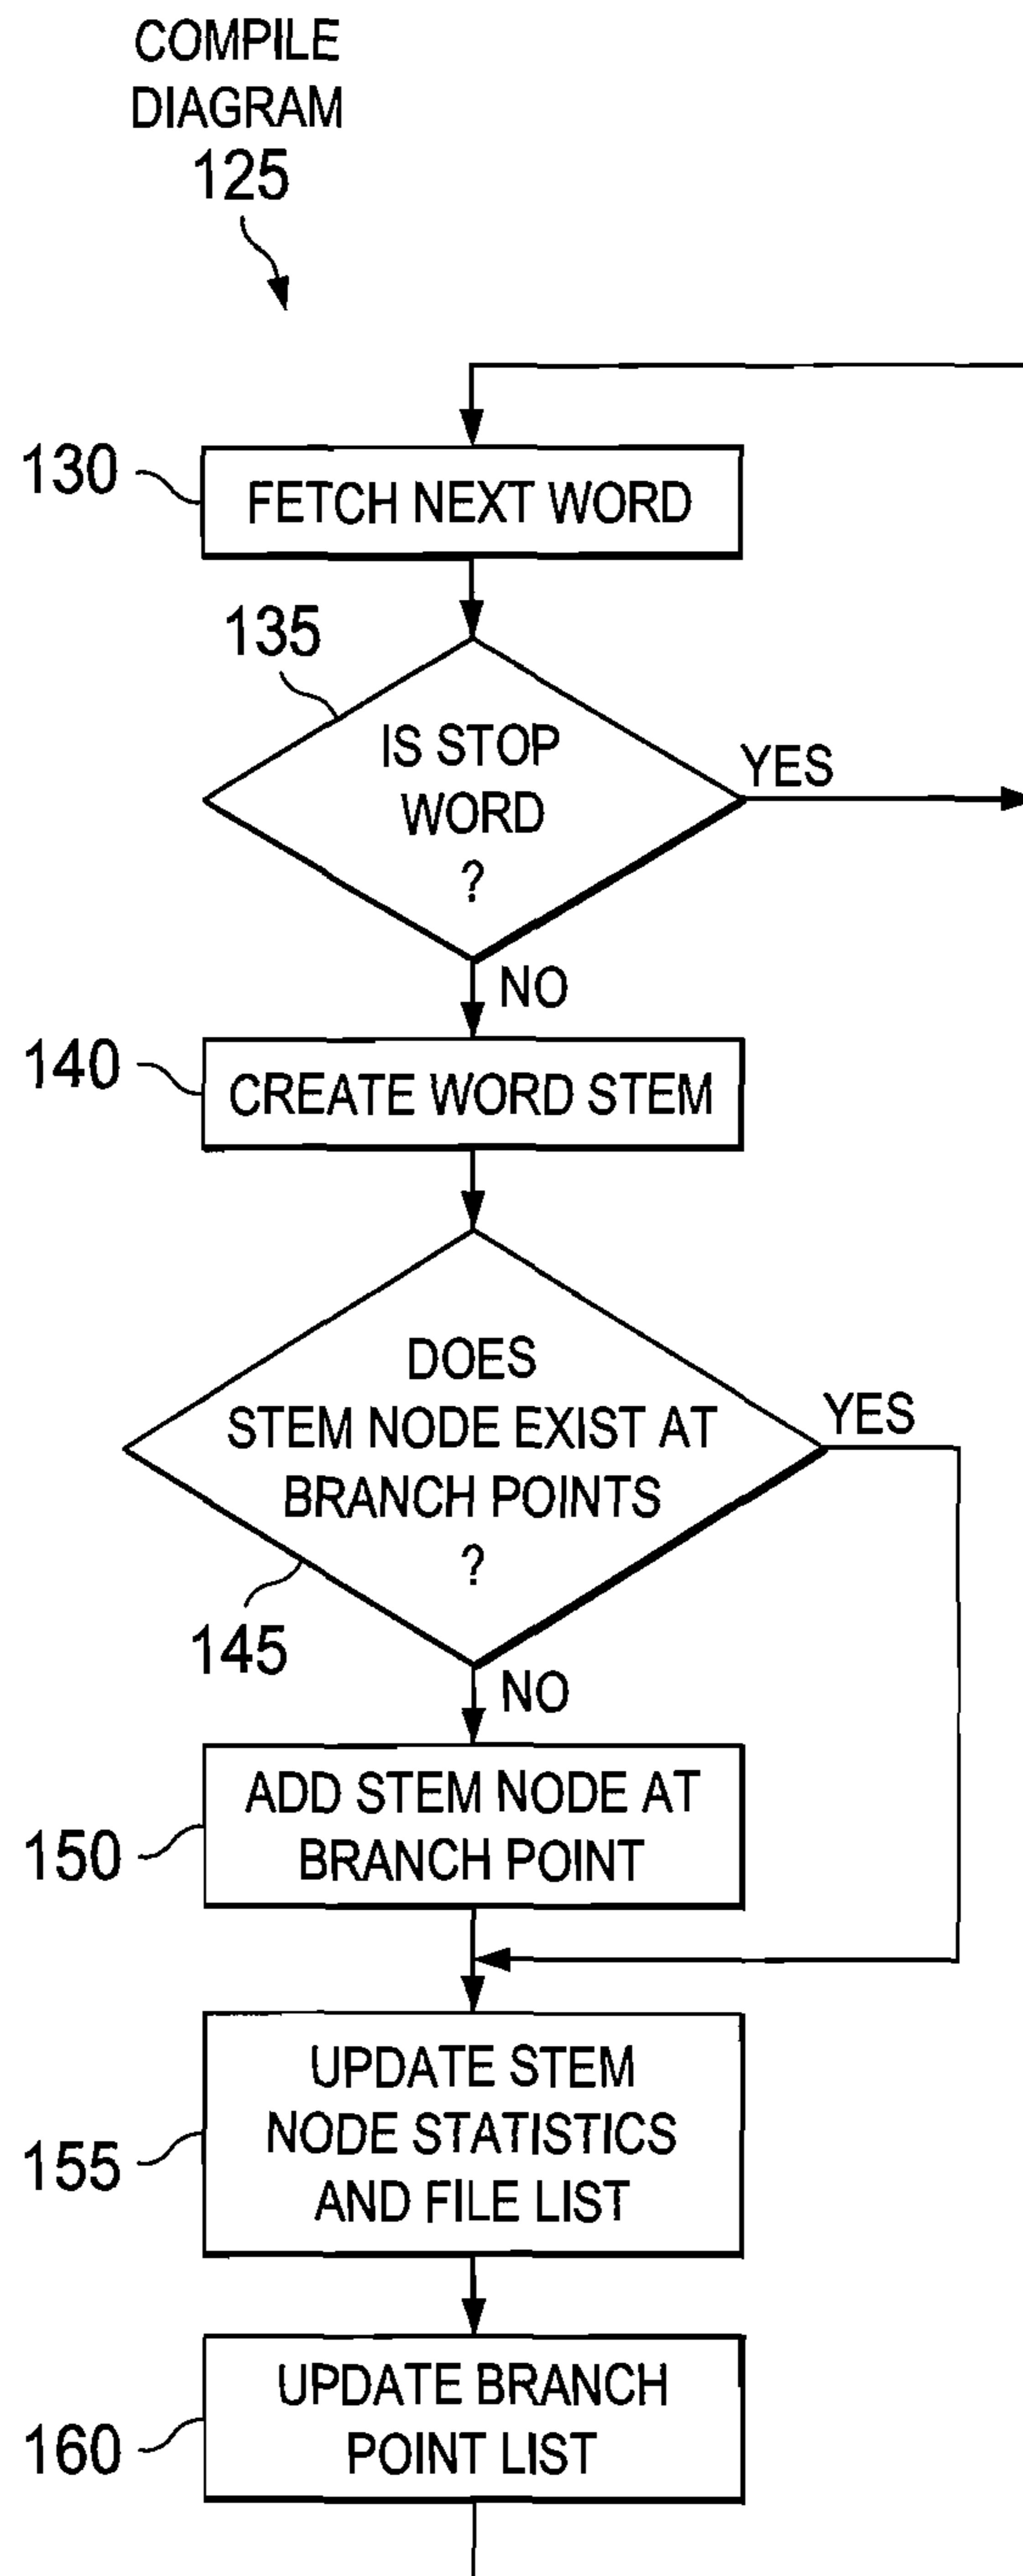 COMPILE
DIAGRAM
125
130
FETCH NEXT WORD
135
IS STOP
WORD
?
YES
NO
140
CREATE WORD STEM
DOES
STEM NODE EXIST AT
BRANCH POINTS
?
YES
145
NO
150
ADD STEM NODE AT
BRANCH POINT
155
UPDATE STEM
NODE STATISTICS
AND FILE LIST
160
UPDATE BRANCH
POINT LIST